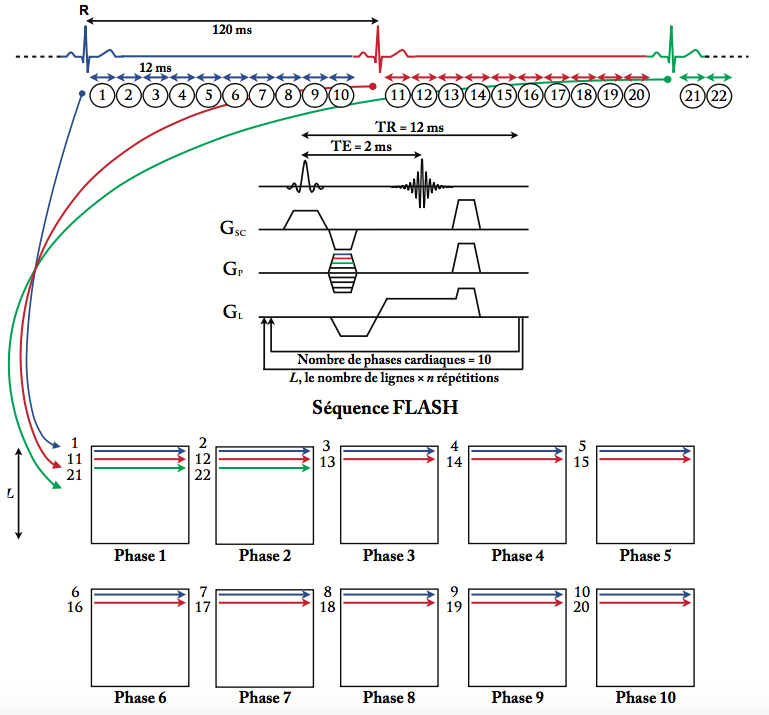 R
120 ms
12 ms
1 2 3 4 5 6 7 8 9 10 11 12 13 14 15 16 17 18 19 20 21 22
TR = 12 ms
TE = 2 ms
GSC
GP
GL
Nombre de phases cardiaques = 10
L, le nombre de lignes × n répétitions
Séquence FLASH
1 2 3 4 5
11 12 13 14 15
21 22
L
Phase 1 Phase 2 Phase 3 Phase 4 Phase 5
6 7 8 9 10
16 17 18 19 20
Phase 6 Phase 7 Phase 8 Phase 9 Phase 10